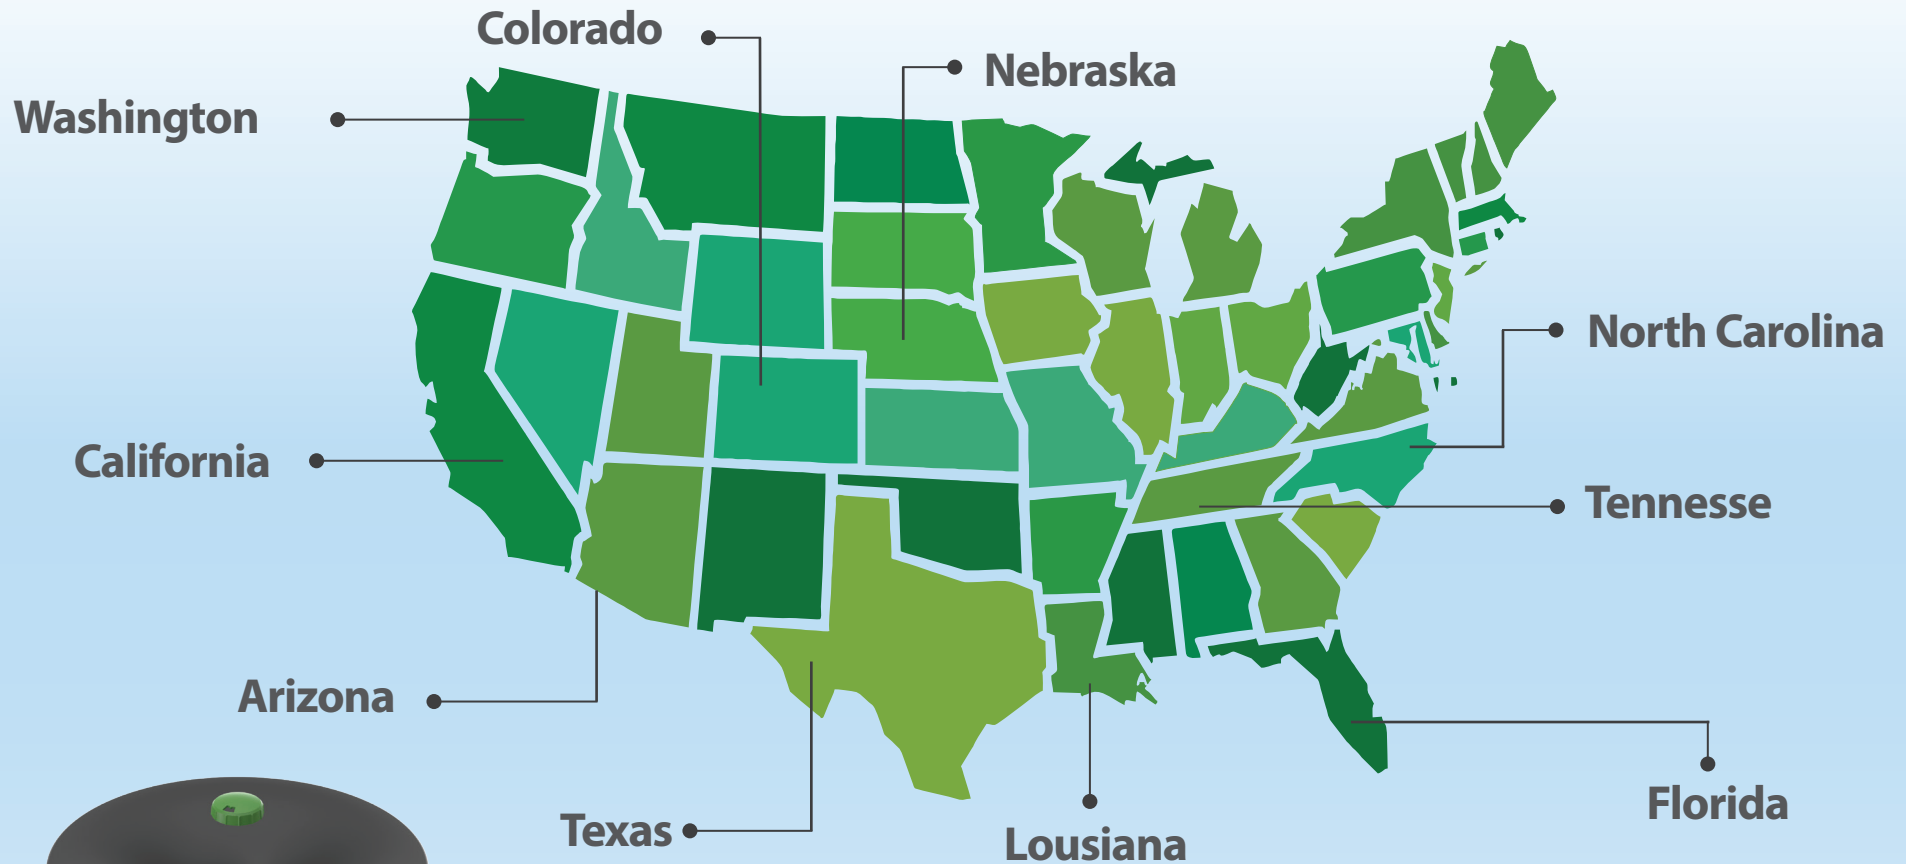 Colorado
Nebraska
Washington
North Carolina
California
Tennesse
Arizona
Texas
Lousiana
Florida